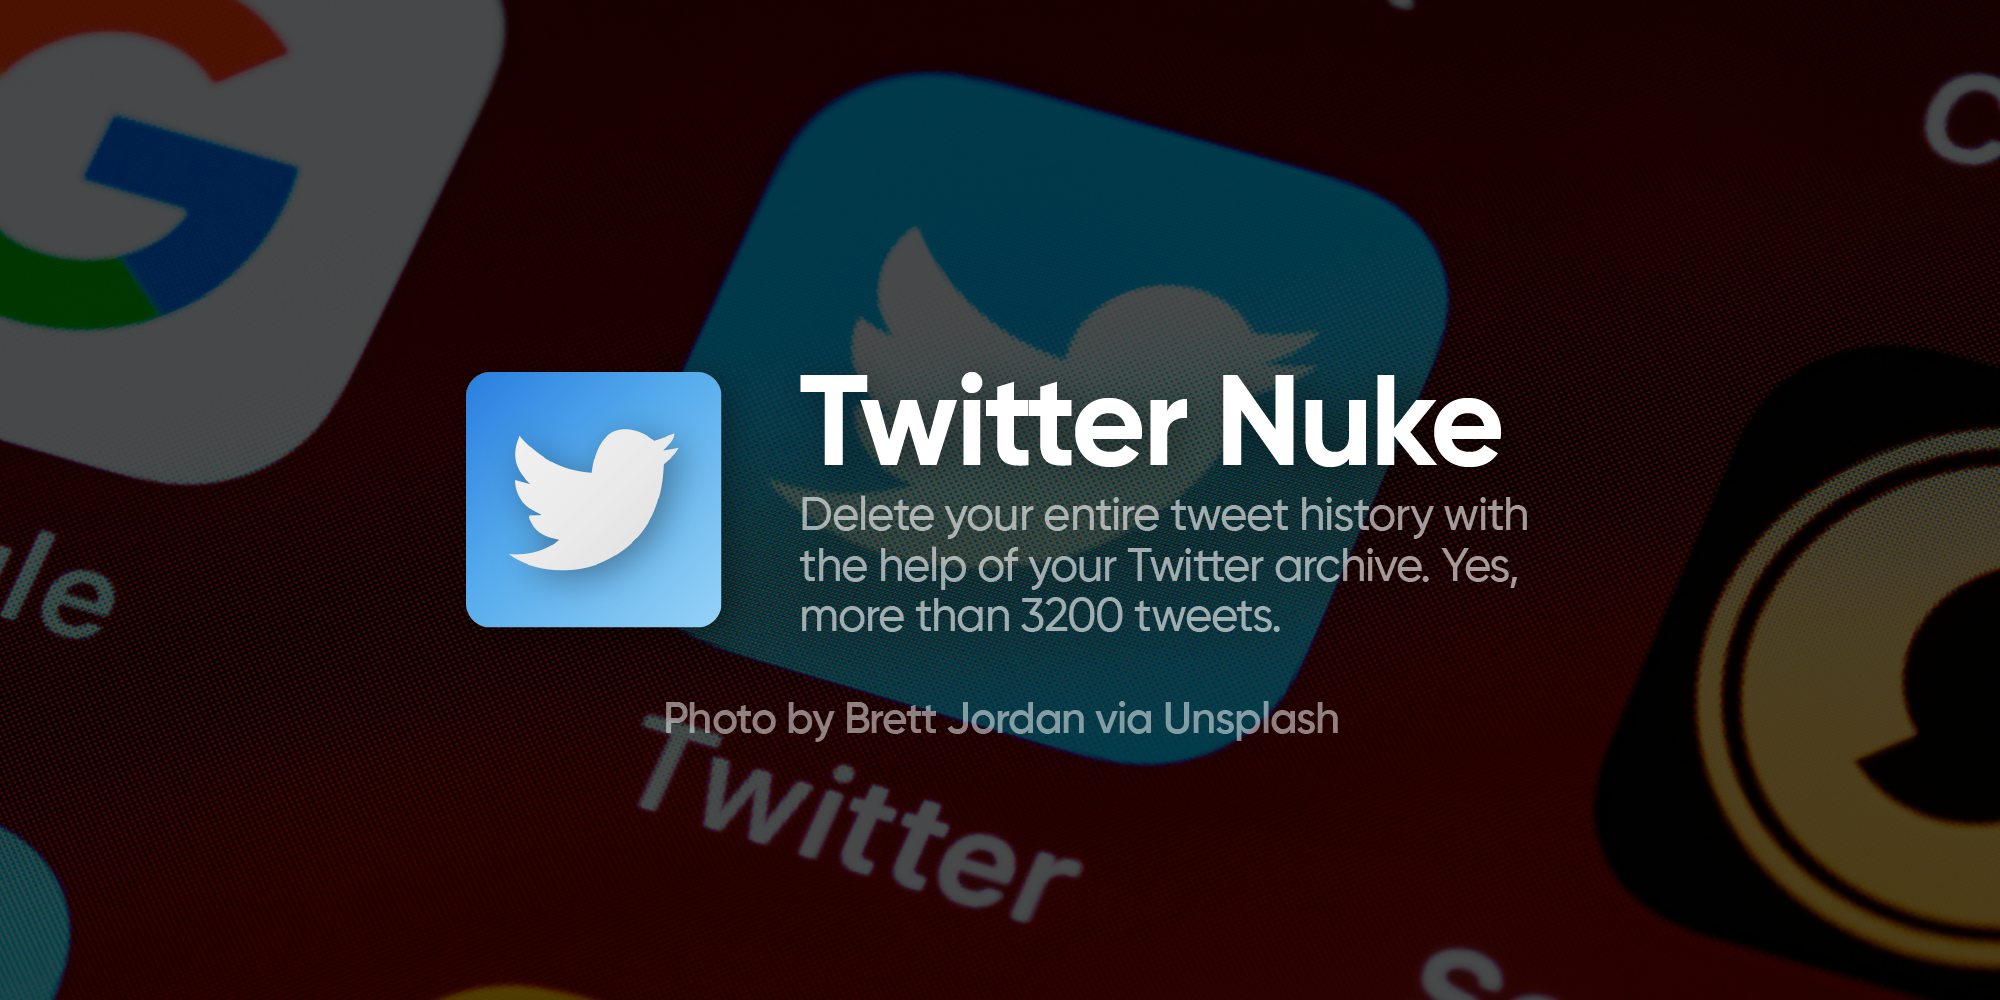 Twitter Nuke
Delete your entire tweet history with
the help of your Twitter archive. Yes,
more than 3200 tweets.
Photo by Brett Jordan via Unsplash
Twitter